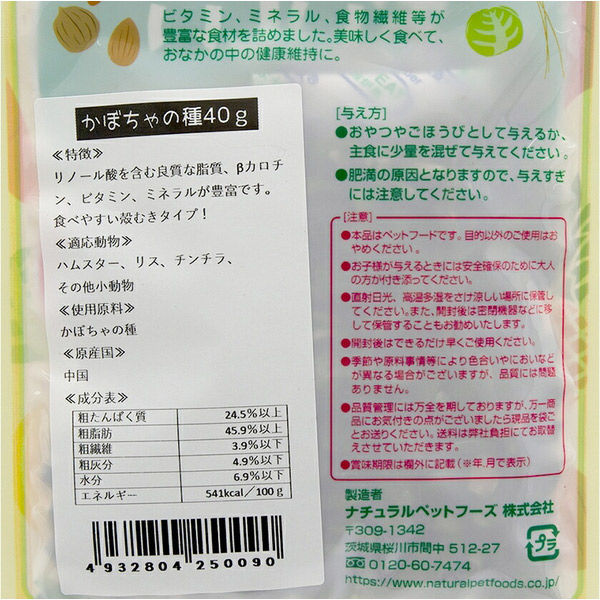 ビタミン、ミネラル、食物繊維等が
豊富な食材を詰めました。美味しく食べて、
おなかの中の健康維持に。
かぼちゃの種40g
≪特徴≫
リノール酸を含む良質な脂質、βカロチ
ン、ビタミン、ミネラルが豊富です。
食べやすい殻むきタイプ！
≪適応動物≫
ハムスター、リス、チンチラ、
その他小動物
≪使用原料≫
かぼちゃの種
≪原産国≫
中国
≪成分表≫
粗たんぱく質 24.5%以上
粗脂肪 45.9%以上
粗繊維 3.9%以下
粗灰分 4.9%以下
水分 6.9%以下
エネルギー 541kcal/100g
4 932804 250090
[与え方]
●おやつやごほうびとして与えるか、
主食に少量を混ぜて与えてください。
●肥満の原因となりますので、与えすぎ
には注意してください。
[注意]
●本品はペットフードです。目的以外のご使用はお
やめください。
●お子様が与えるときには安全確保のために大人
の方が付き添ってください。
●直射日光、高温多湿をさけ涼しい場所に保管し
てください。また、開封後は密閉機器などに移
して保管することもお勧めいたします。
●開封後はできるだけ早くご使用ください。
●季節や原料事情等により色合いやにおいなど
が異なる場合がございますが、品質には問題
ありません。
●品質管理には万全を期しておりますが、万一商品
にお気付きの点がございましたら現品を袋ご
とお送りください。送料は弊社負担にてお取替
えさせていただきます。
●賞味期限は欄外に記載（※年.月で表示）
製造者
ナチュラルペットフーズ 株式会社
〒309-1342
茨城県桜川市間中 512-27
0120-60-7474
https://www.naturalpetfoods.co.jp/
プラ